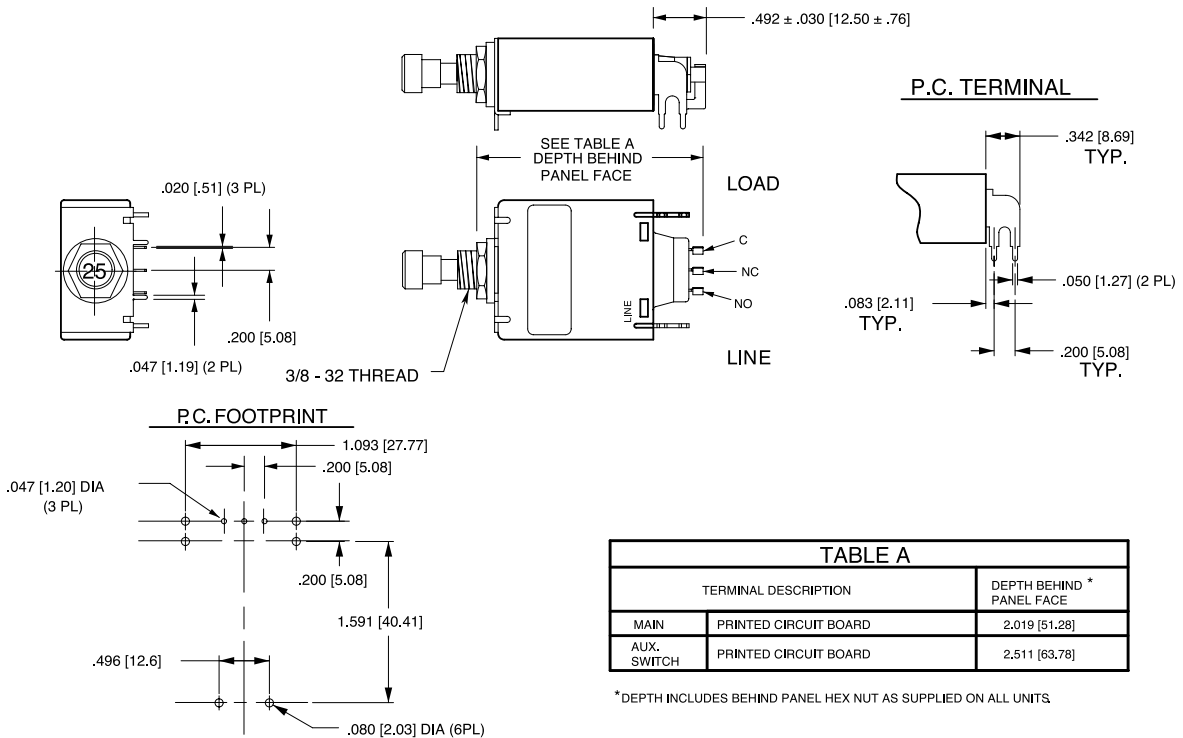 .492 ± .030 [12.50 ± .76]
P.C. TERMINAL
.342 [8.69]
TYP.
SEE TABLE A
DEPTH BEHIND
PANEL FACE
LOAD
.020 [.51] (3 PL)
C
25
NC
.050 [1.27] (2 PL)
NO
LINE
.083 [2.11]
TYP.
.200 [5.08]
.200 [5.08]
TYP.
LINE
.047 [1.19] (2 PL)
3/8 - 32 THREAD
P.C. FOOTPRINT
1.093 [27.77]
.200 [5.08]
.047 [1.20] DIA
(3 PL)
.200 [5.08]
1.591 [40.41]
.496 [12.6]
.080 [2.03] DIA (6PL)
TABLE A
TERMINAL DESCRIPTION
DEPTH BEHIND *
PANEL FACE
MAIN PRINTED CIRCUIT BOARD 2.019 [51.28]
AUX.
SWITCH PRINTED CIRCUIT BOARD 2.511 [63.78]
*DEPTH INCLUDES BEHIND PANEL HEX NUT AS SUPPLIED ON ALL UNITS.